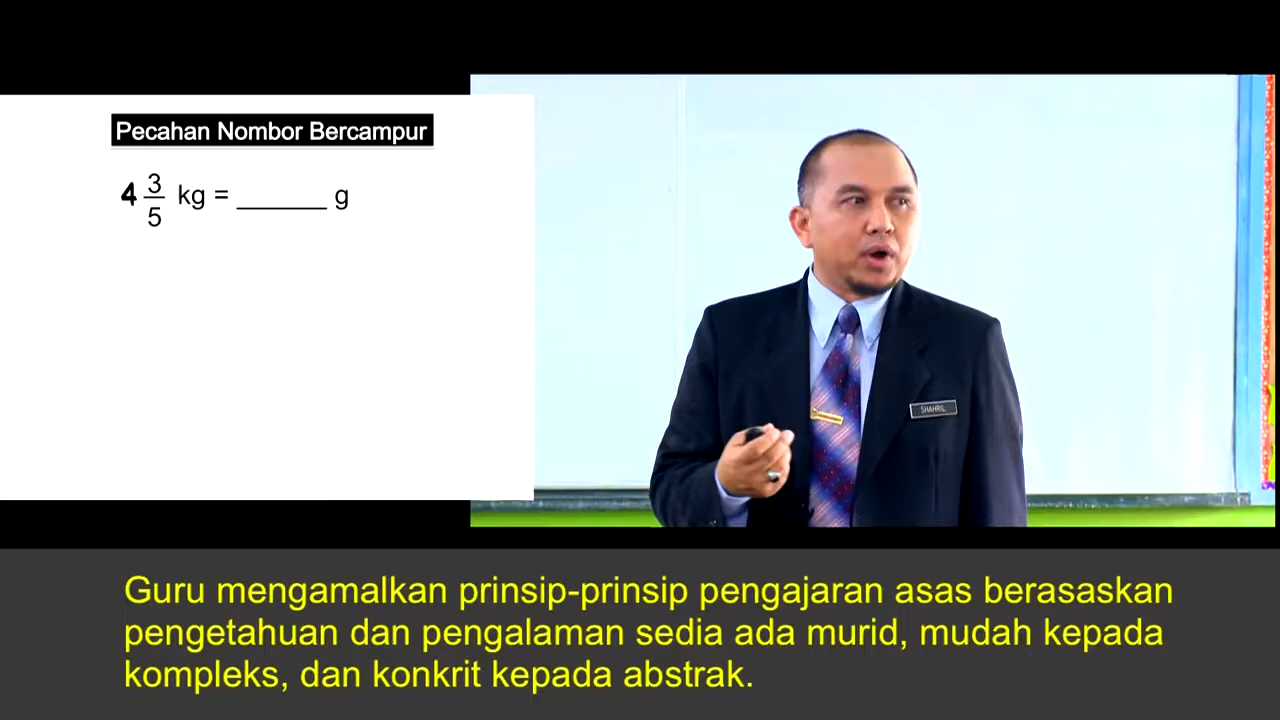 Pecahan Nombor Bercampur
4 3/5 kg = ______ g
SHAHRIL
Guru mengamalkan prinsip-prinsip pengajaran asas berasaskan
pengetahuan dan pengalaman sedia ada murid, mudah kepada
kompleks, dan konkrit kepada abstrak.